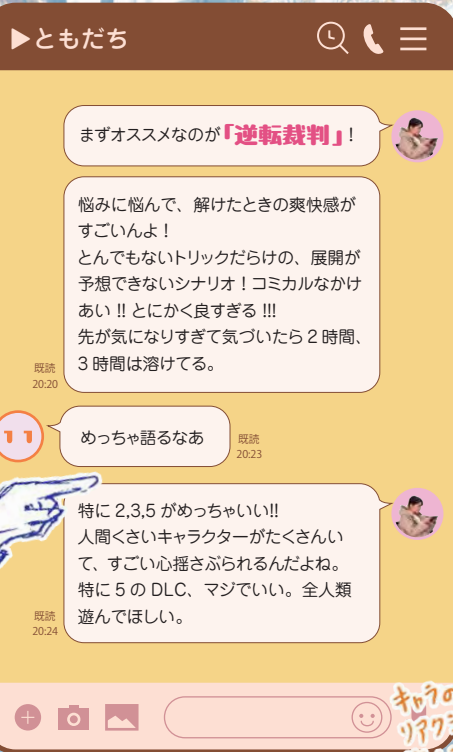 ▶ともだち
まずオススメなのが「逆転裁判」！
悩みに悩んで、解けたときの爽快感が
すごいんよ！
とんでもないトリックだらけの、展開が
予想できないシナリオ！コミカルなかけ
あい !! とにかく良すぎる !!!
先が気になりすぎて気づいたら 2 時間、
3 時間は溶けてる。
既読
20:20
めっちゃ語るなあ
既読
20:23
特に 2,3,5 がめっちゃいい!!
人間くさいキャラクターがたくさんい
て、すごい心揺さぶられるんだよね。
特に 5 の DLC、マジでいい。全人類
遊んでほしい。
既読
20:24
キャラの
リアク